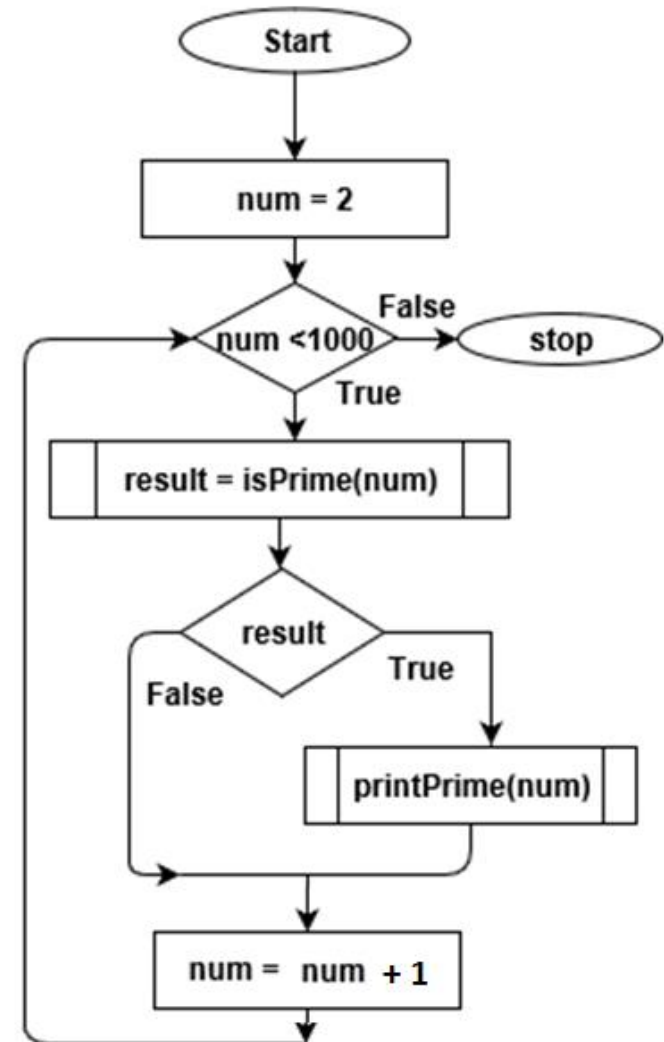 Start
num = 2
False
num <1000
stop
True
result = isPrime(num)
result
True
False
printPrime(num)
num = num + 1